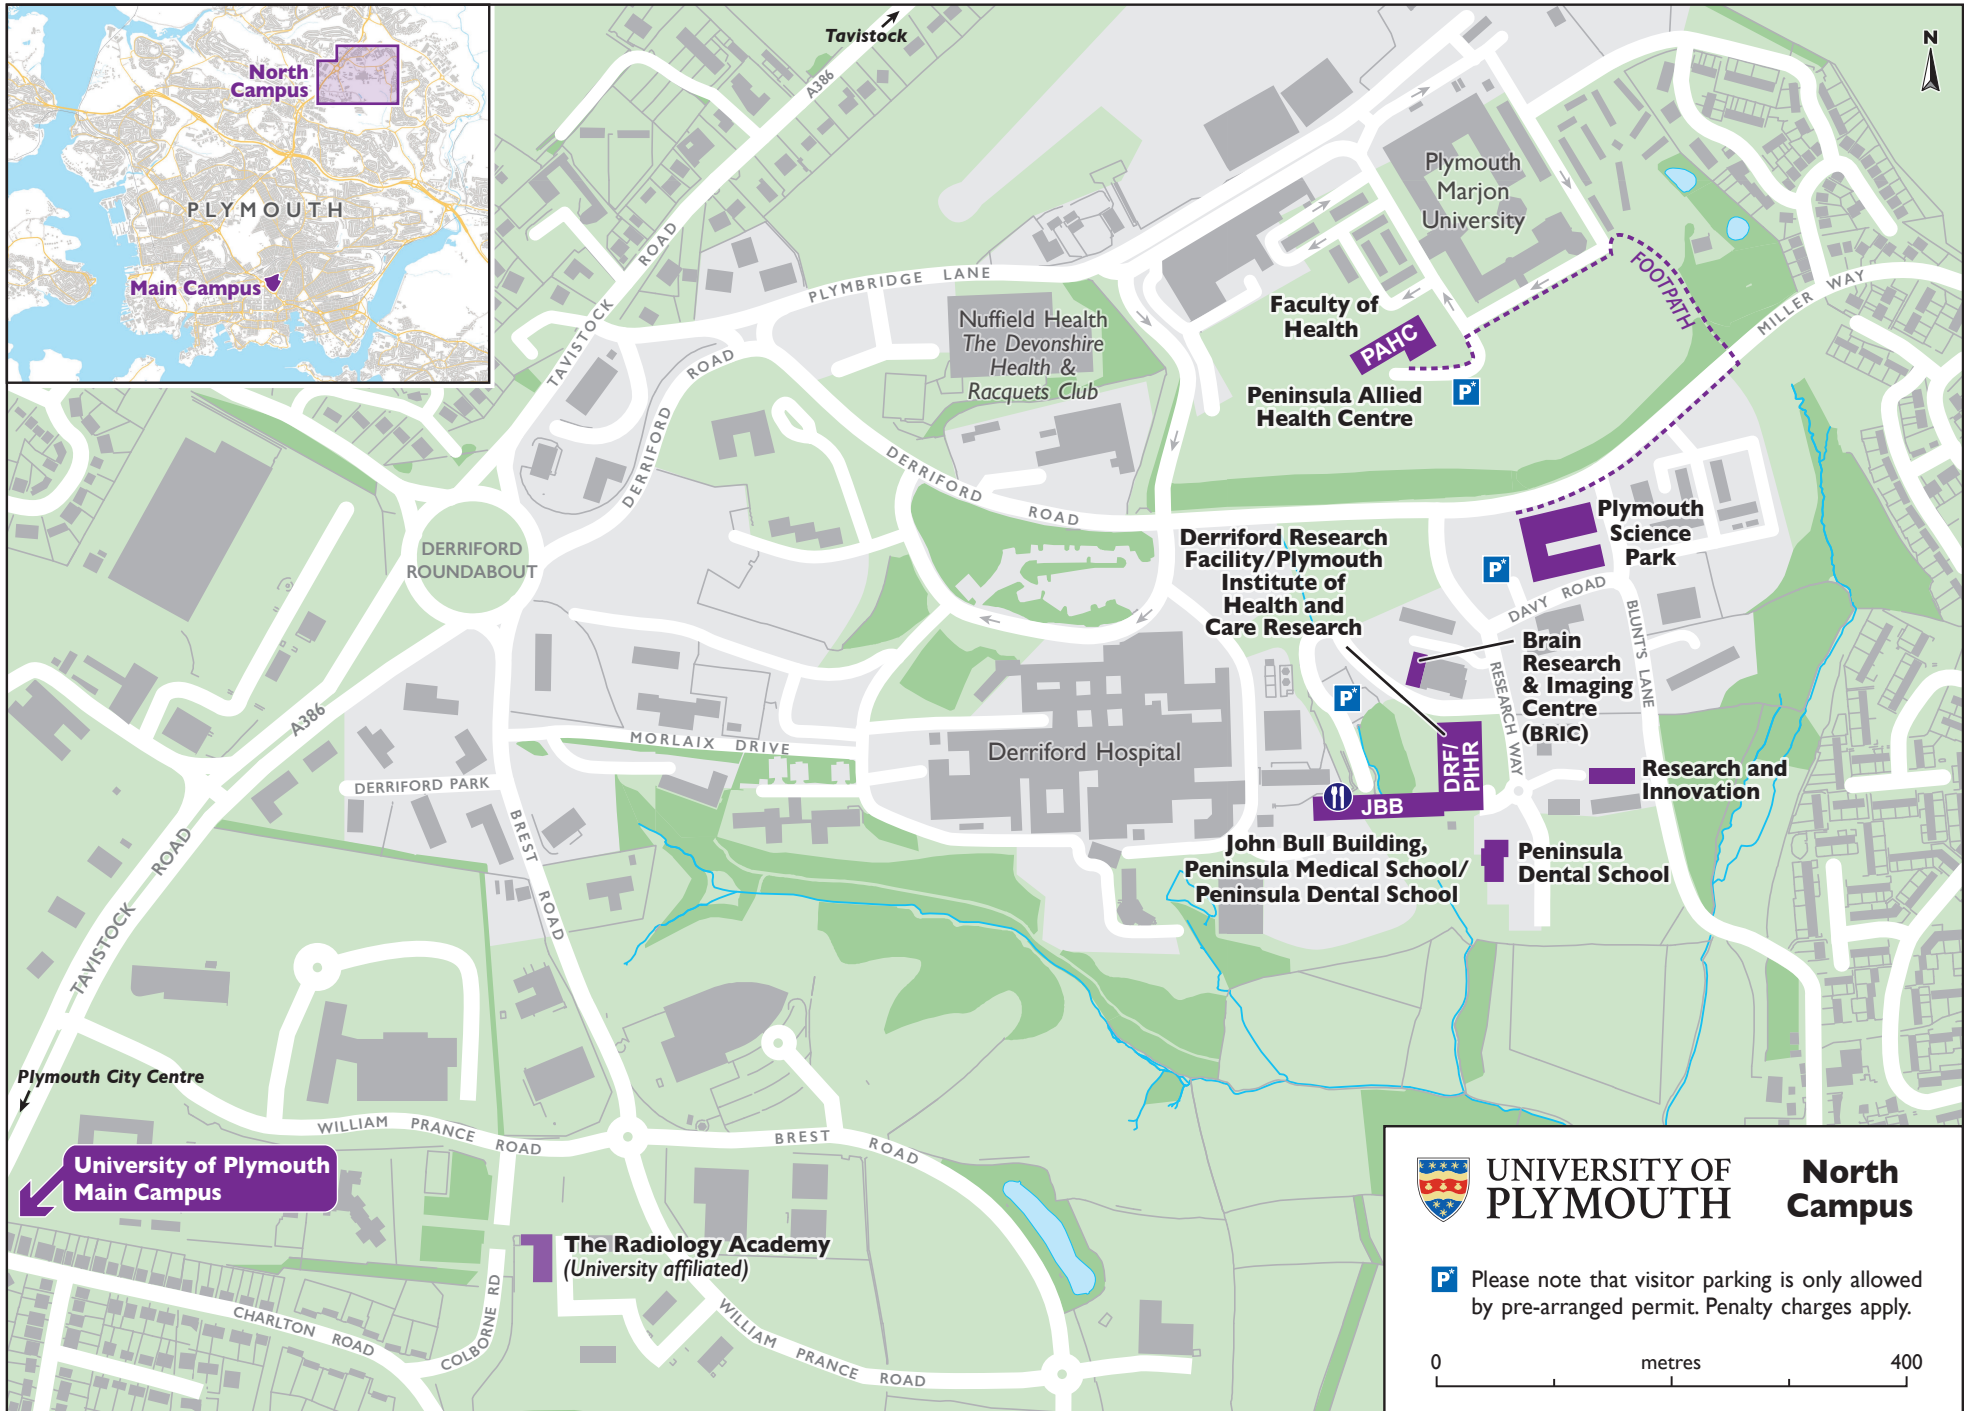 North
Campus
PLYMOUTH
Main Campus
Tavistock
A386
N
TAVISTOCK ROAD
PLYMBRIDGE LANE
Plymouth
Marjon
University
FOOTPATH
MILLER WAY
Faculty of
Health
PAHC
Nuffield Health
The Devonshire
Health &
Racquets Club
Peninsula Allied
Health Centre
P*
DERRIFORD ROAD
DERRIFORD ROAD
DERRIFORD
ROUNDABOUT
Plymouth
Science
Park
Derriford Research
Facility/Plymouth
Institute of
Health and
Care Research
P*
DAVY ROAD
BLUNT'S LANE
Brain
Research
& Imaging
Centre
(BRIC)
RESEARCH WAY
P*
A386
MORLAIX DRIVE
Derriford Hospital
DRF/
PIHR
JBB
Research and
Innovation
DERRIFORD PARK
BREST ROAD
TAVISTOCK ROAD
John Bull Building,
Peninsula Medical School/
Peninsula Dental School
Peninsula
Dental School
Plymouth City Centre
WILLIAM PRANCE ROAD
BREST ROAD
University of Plymouth
Main Campus
The Radiology Academy
(University affiliated)
COLBORNE RD
CHARLTON ROAD
WILLIAM PRANCE ROAD
UNIVERSITY OF
PLYMOUTH
North
Campus
P* Please note that visitor parking is only allowed
by pre-arranged permit. Penalty charges apply.
0 metres 400